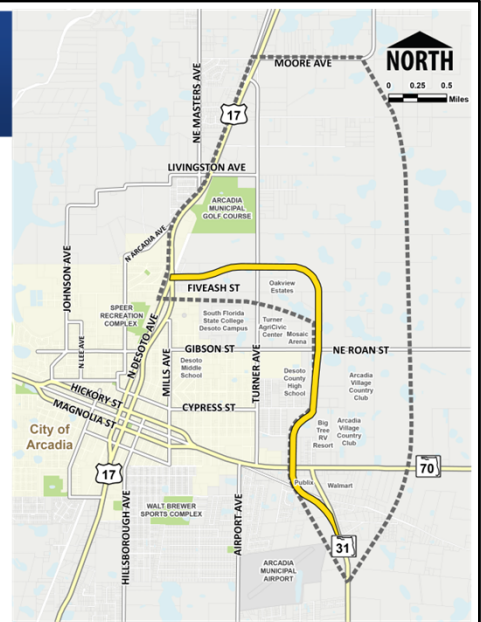 NORTH
0 0.25 0.5
Miles
MOORE AVE
NE MASTERS AVE
17
LIVINGSTON AVE
ARCADIA
MUNICIPAL
GOLF COURSE
N ARCADIA AVE
JOHNSON AVE
FIVEASH ST
Oakview
Estates
SPEER
RECREATION
COMPLEX
N DESOTO AVE
South Florida
State College
Desoto Campus
Turner
AgriCivic
Center
Mosaic
Arena
N LEE AVE
MILLS AVE
GIBSON ST
TURNER AVE
NE ROAN ST
Desoto
Middle
School
Desoto
County
High
School
Arcadia
Village
Country
Club
HICKORY ST
MAGNOLIA ST
CYPRESS ST
Big
Tree
RV
Resort
Arcadia
Village
Country
Club
City of
Arcadia
17
70
Publix
Walmart
HILLSBOROUGH AVE
WALT BREWER
SPORTS COMPLEX
AIRPORT AVE
31
ARCADIA
MUNICIPAL
AIRPORT